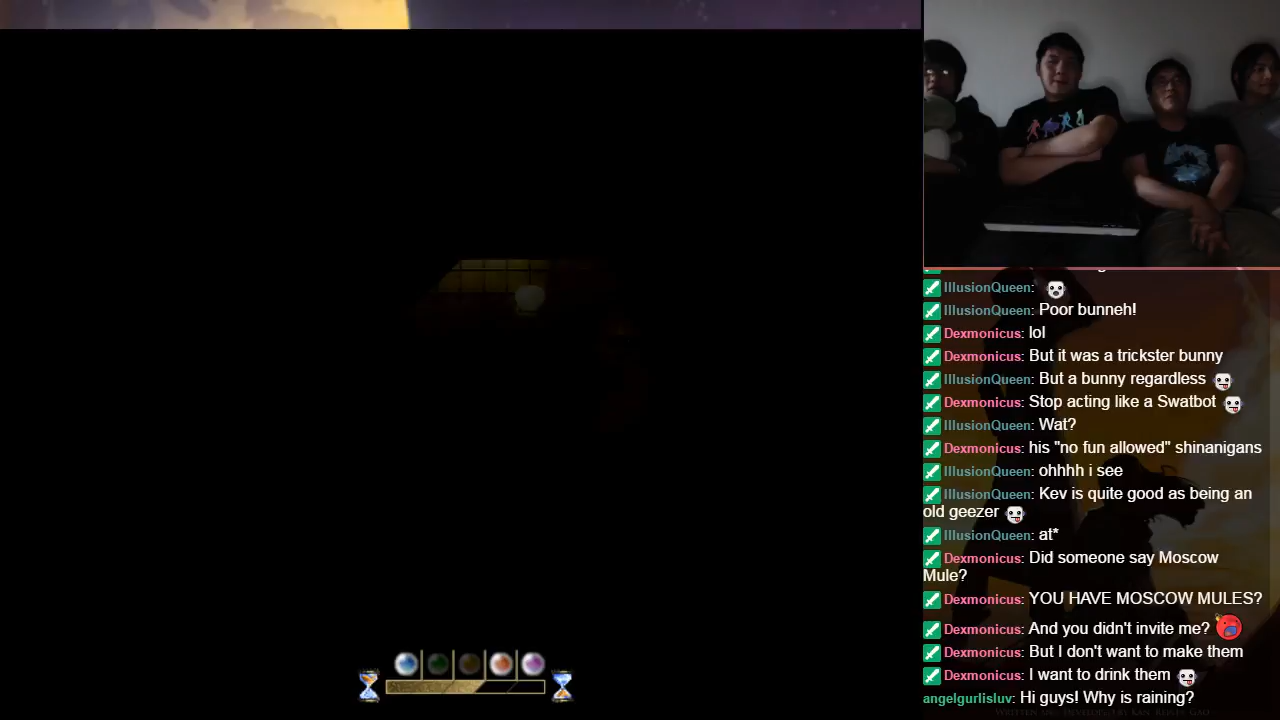 IllusionQueen:
IllusionQueen: Poor bunneh!
Dexmonicus: lol
Dexmonicus: But it was a trickster bunny
IllusionQueen: But a bunny regardless
Dexmonicus: Stop acting like a Swatbot
IllusionQueen: Wat?
Dexmonicus: his "no fun allowed" shinanigans
IllusionQueen: ohhhh i see
IllusionQueen: Kev is quite good as being an
old geezer
IllusionQueen: at*
Dexmonicus: Did someone say Moscow
Mule?
Dexmonicus: YOU HAVE MOSCOW MULES?
Dexmonicus: And you didn't invite me?
Dexmonicus: But I don't want to make them
Dexmonicus: I want to drink them
angelgurlisluv: Hi guys! Why is raining?